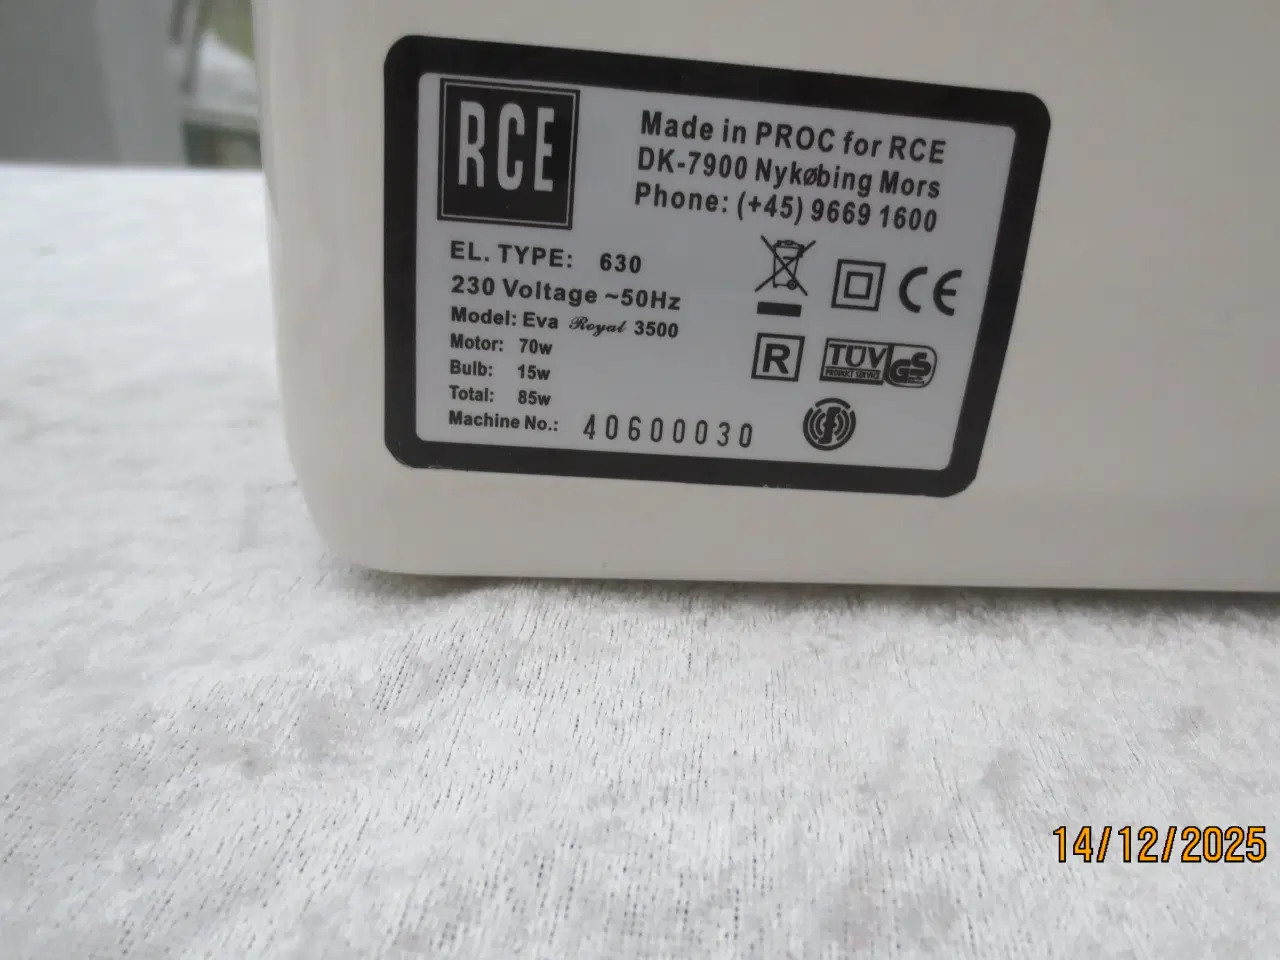 RCE
Made in PROC for RCE
DK-7900 Nykøbing Mors
Phone: (+45) 9669 1600
EL. TYPE: 630
230 Voltage ~50Hz
Model: Eva Royal 3500
Motor: 70w
Bulb: 15w
Total: 85w
Machine No.: 40600030
CE
R
TÜV
PRODUCT SERVICE
GS
14/12/2025